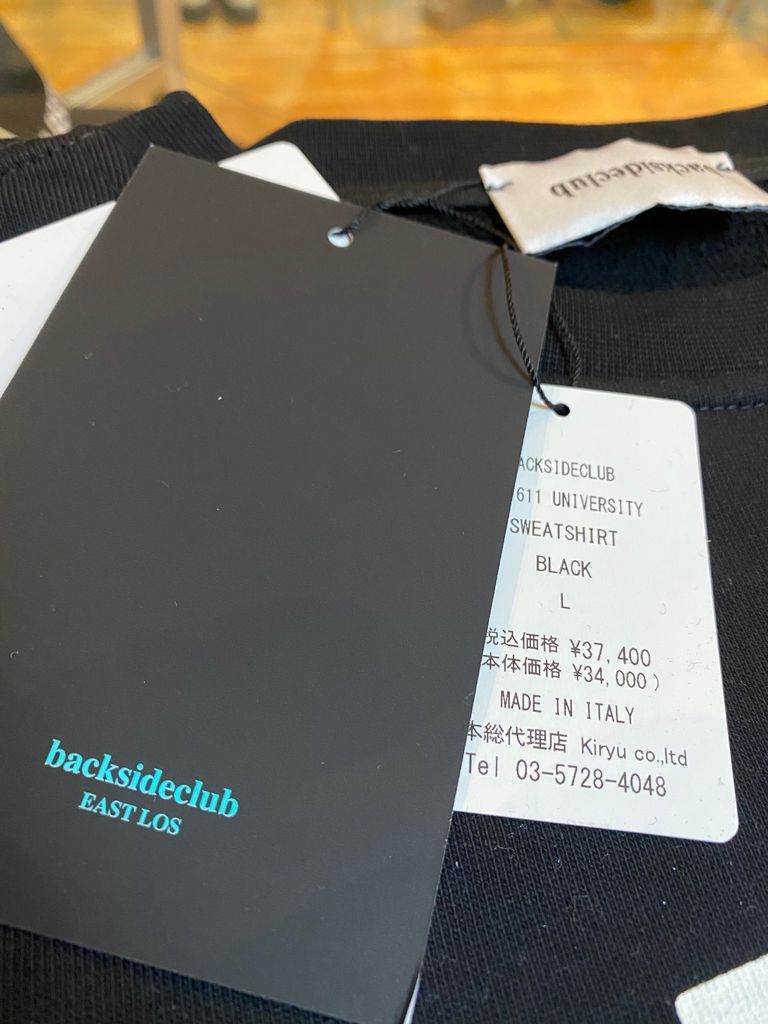 backsideclub
ACKSIDECLUB
611 UNIVERSITY
SWEATSHIRT
BLACK
L
税込価格 ¥37,400
本体価格 ¥34,000)
MADE IN ITALY
本総代理店 Kiryu co.,ltd
Tel 03-5728-4048
backsideclub
EAST LOS